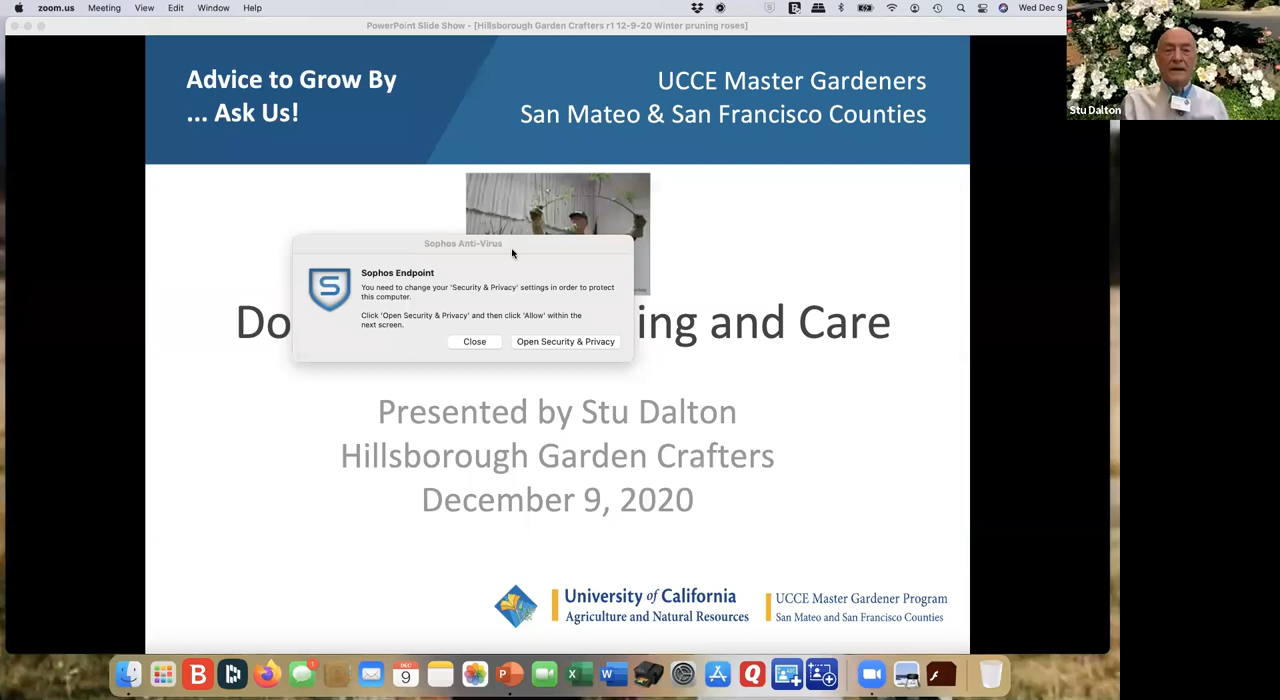 zoom.us Meeting View Edit Window Help Wed Dec 9
PowerPoint Slide Show - [Hillsborough Garden Crafters r1 12-9-20 Winter pruning roses]
Advice to Grow By
... Ask Us!
UCCE Master Gardeners
San Mateo & San Francisco Counties
Stu Dalton
Sophos Anti-Virus
Sophos Endpoint
You need to change your 'Security & Privacy' settings in order to protect
this computer.
Click 'Open Security & Privacy' and then click 'Allow' within the
next screen.
Close Open Security & Privacy
Do ing and Care
Presented by Stu Dalton
Hillsborough Garden Crafters
December 9, 2020
University of California
Agriculture and Natural Resources
UCCE Master Gardener Program
San Mateo and San Francisco Counties
DEC
9